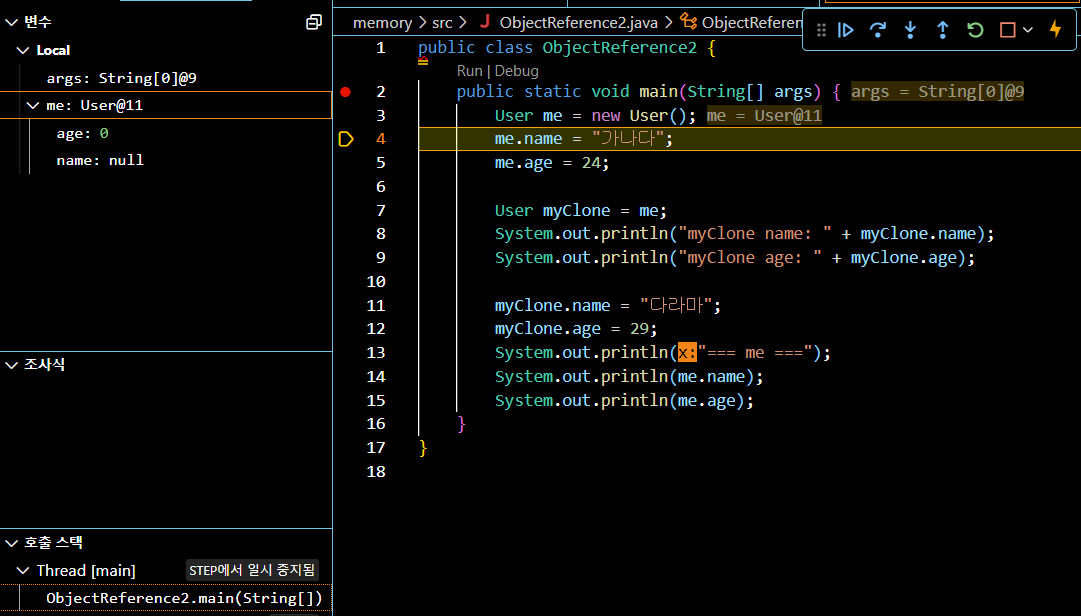 변수
Local
args: String[0]@9
me: User@11
age: 0
name: null
조사식
호출 스택
Thread [main] STEP에서 일시 중지됨
ObjectReference2.main(String[])
memory > src > J ObjectReference2.java > ObjectReferen
1 public class ObjectReference2 {
Run | Debug
2 public static void main(String[] args) { args = String[0]@9
3 User me = new User(); me = User@11
4 me.name = "가나다";
5 me.age = 24;
6
7 User myClone = me;
8 System.out.println("myClone name: " + myClone.name);
9 System.out.println("myClone age: " + myClone.age);
10
11 myClone.name = "다라마";
12 myClone.age = 29;
13 System.out.println(x:"=== me ===");
14 System.out.println(me.name);
15 System.out.println(me.age);
16 }
17 }
18